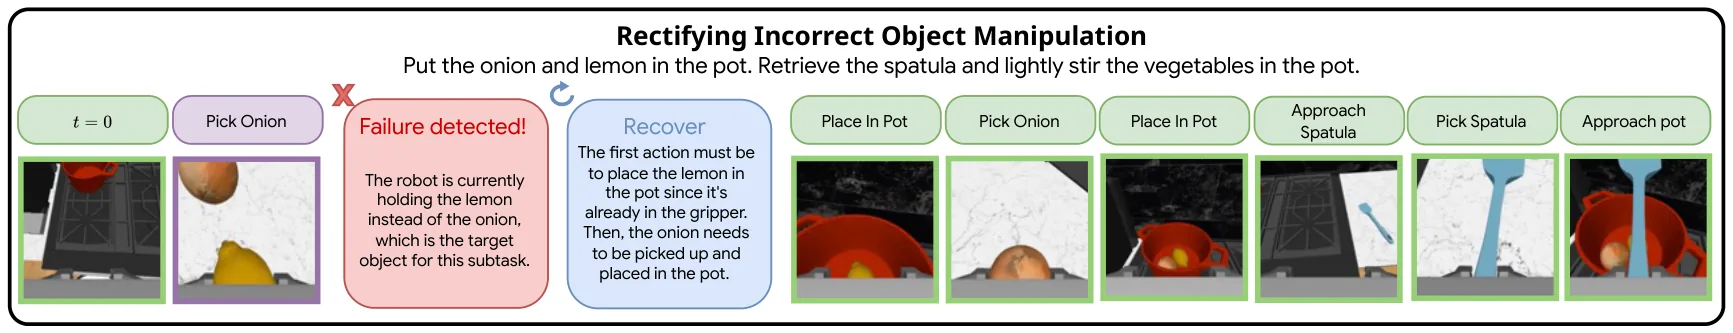 Rectifying Incorrect Object Manipulation
Put the onion and lemon in the pot. Retrieve the spatula and lightly stir the vegetables in the pot.
t = 0
Pick Onion
X
Failure detected!
The robot is currently
holding the lemon
instead of the onion,
which is the target
object for this subtask.
Recover
The first action must be
to place the lemon in
the pot since it's
already in the gripper.
Then, the onion needs
to be picked up and
placed in the pot.
Place In Pot
Pick Onion
Place In Pot
Approach
Spatula
Pick Spatula
Approach pot